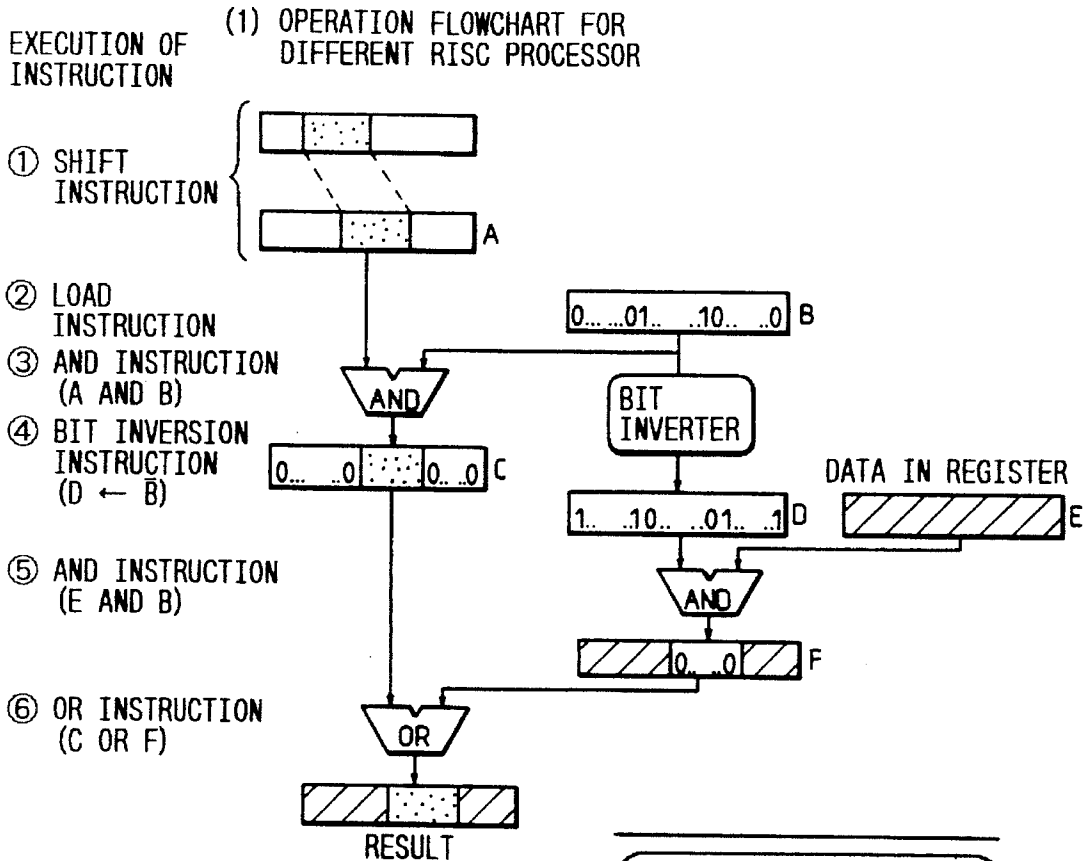 (1) OPERATION FLOWCHART FOR
DIFFERENT RISC PROCESSOR
EXECUTION OF
INSTRUCTION
① SHIFT
INSTRUCTION
A
② LOAD
INSTRUCTION
0... ...01.. ..10.. ..0 B
③ AND INSTRUCTION
(A AND B)
AND
BIT
INVERTER
④ BIT INVERSION
INSTRUCTION
(D ← B̄)
0... ..0 0.. ..0 C
DATA IN REGISTER
1.. ..10.. ..01.. ..1 D
E
⑤ AND INSTRUCTION
(E AND B)
AND
0.. ..0 F
⑥ OR INSTRUCTION
(C OR F)
OR
RESULT